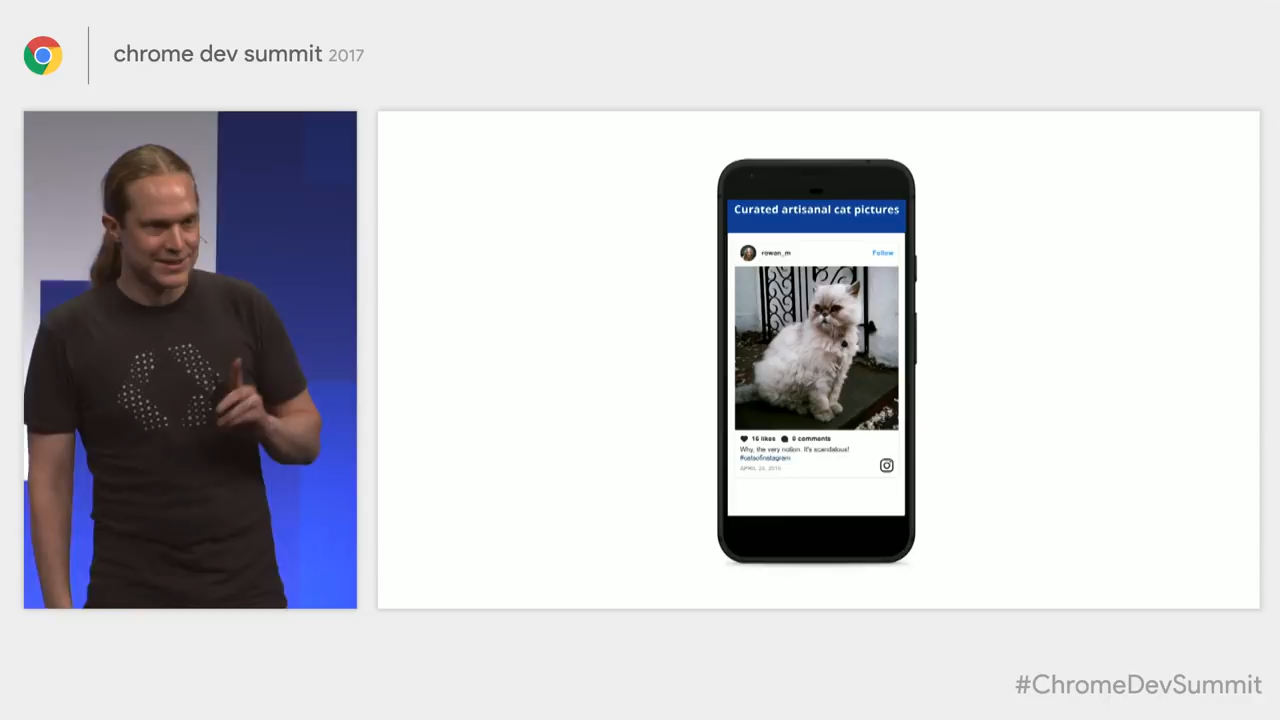 chrome dev summit 2017
Curated artisanal cat pictures
rowan_m
Follow
16 likes 0 comments
Why, the very notion. It's scandalous!
#catsofinstagram
#ChromeDevSummit